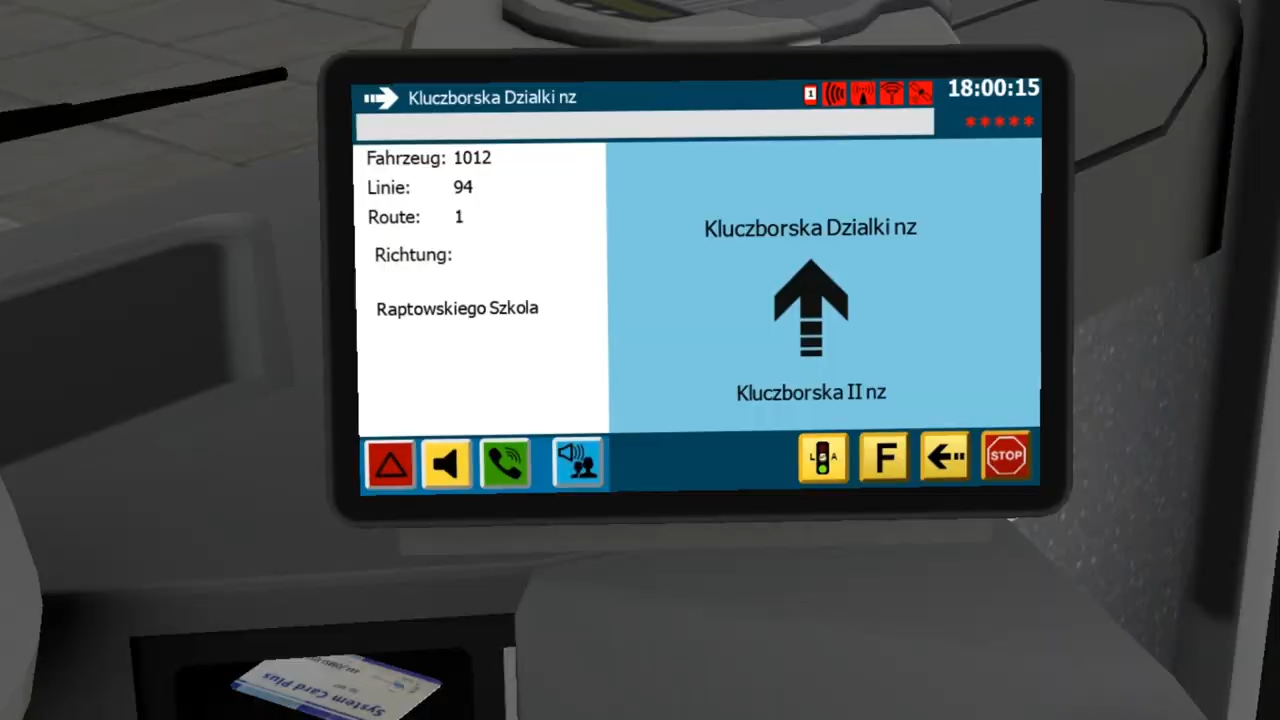 Kluczborska Dzialki nz
1
18:00:15
*****
Fahrzeug: 1012
Linie: 94
Route: 1
Richtung:
Raptowskiego Szkola
Kluczborska Dzialki nz
Kluczborska II nz
L A
F
STOP
System Card Plus